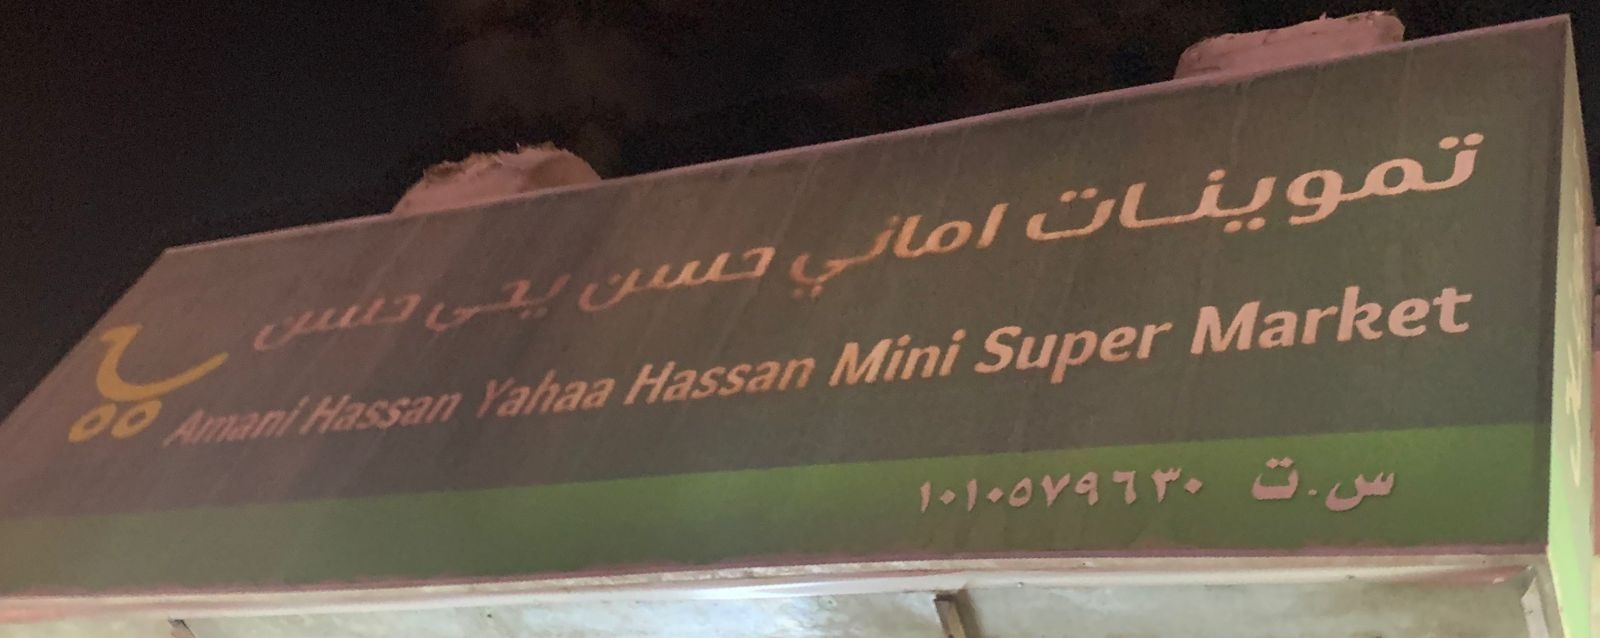 تموينات اماني حسن يحي حسن
Amani Hassan Yahaa Hassan Mini Super Market
س.ت ١٠١٠٥٧٩٦٣٠